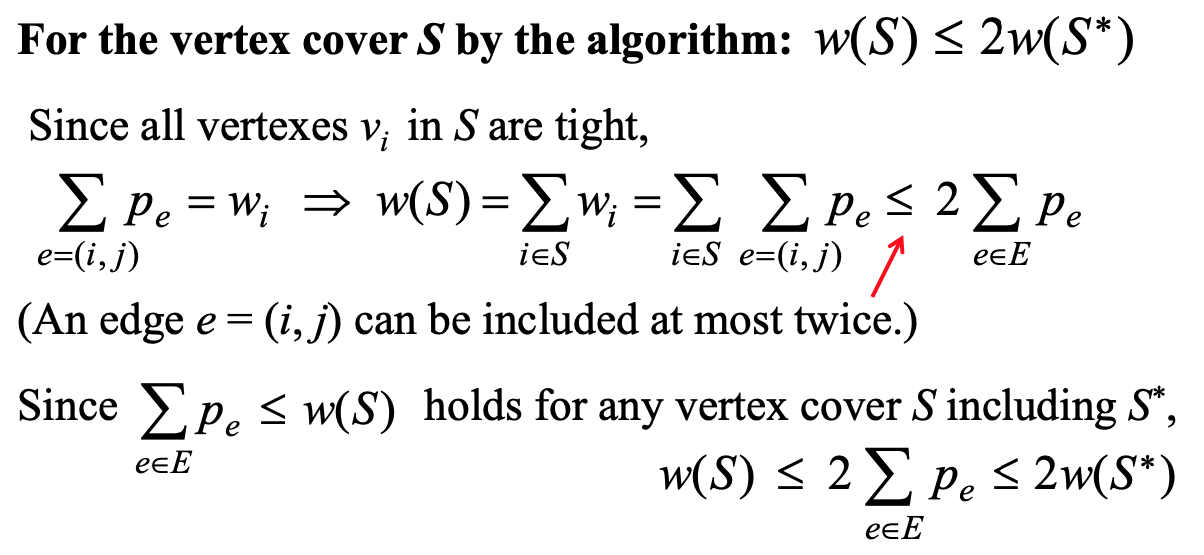 For the vertex cover S by the algorithm: w(S) ≤ 2w(S*)
Since all vertexes v_i in S are tight,
∑_{e=(i,j)} p_e = w_i ⇒ w(S) = ∑_{i∈S} w_i = ∑_{i∈S} ∑_{e=(i,j)} p_e ≤ 2 ∑_{e∈E} p_e
(An edge e = (i, j) can be included at most twice.)
Since ∑_{e∈E} p_e ≤ w(S) holds for any vertex cover S including S*,
w(S) ≤ 2 ∑_{e∈E} p_e ≤ 2w(S*)